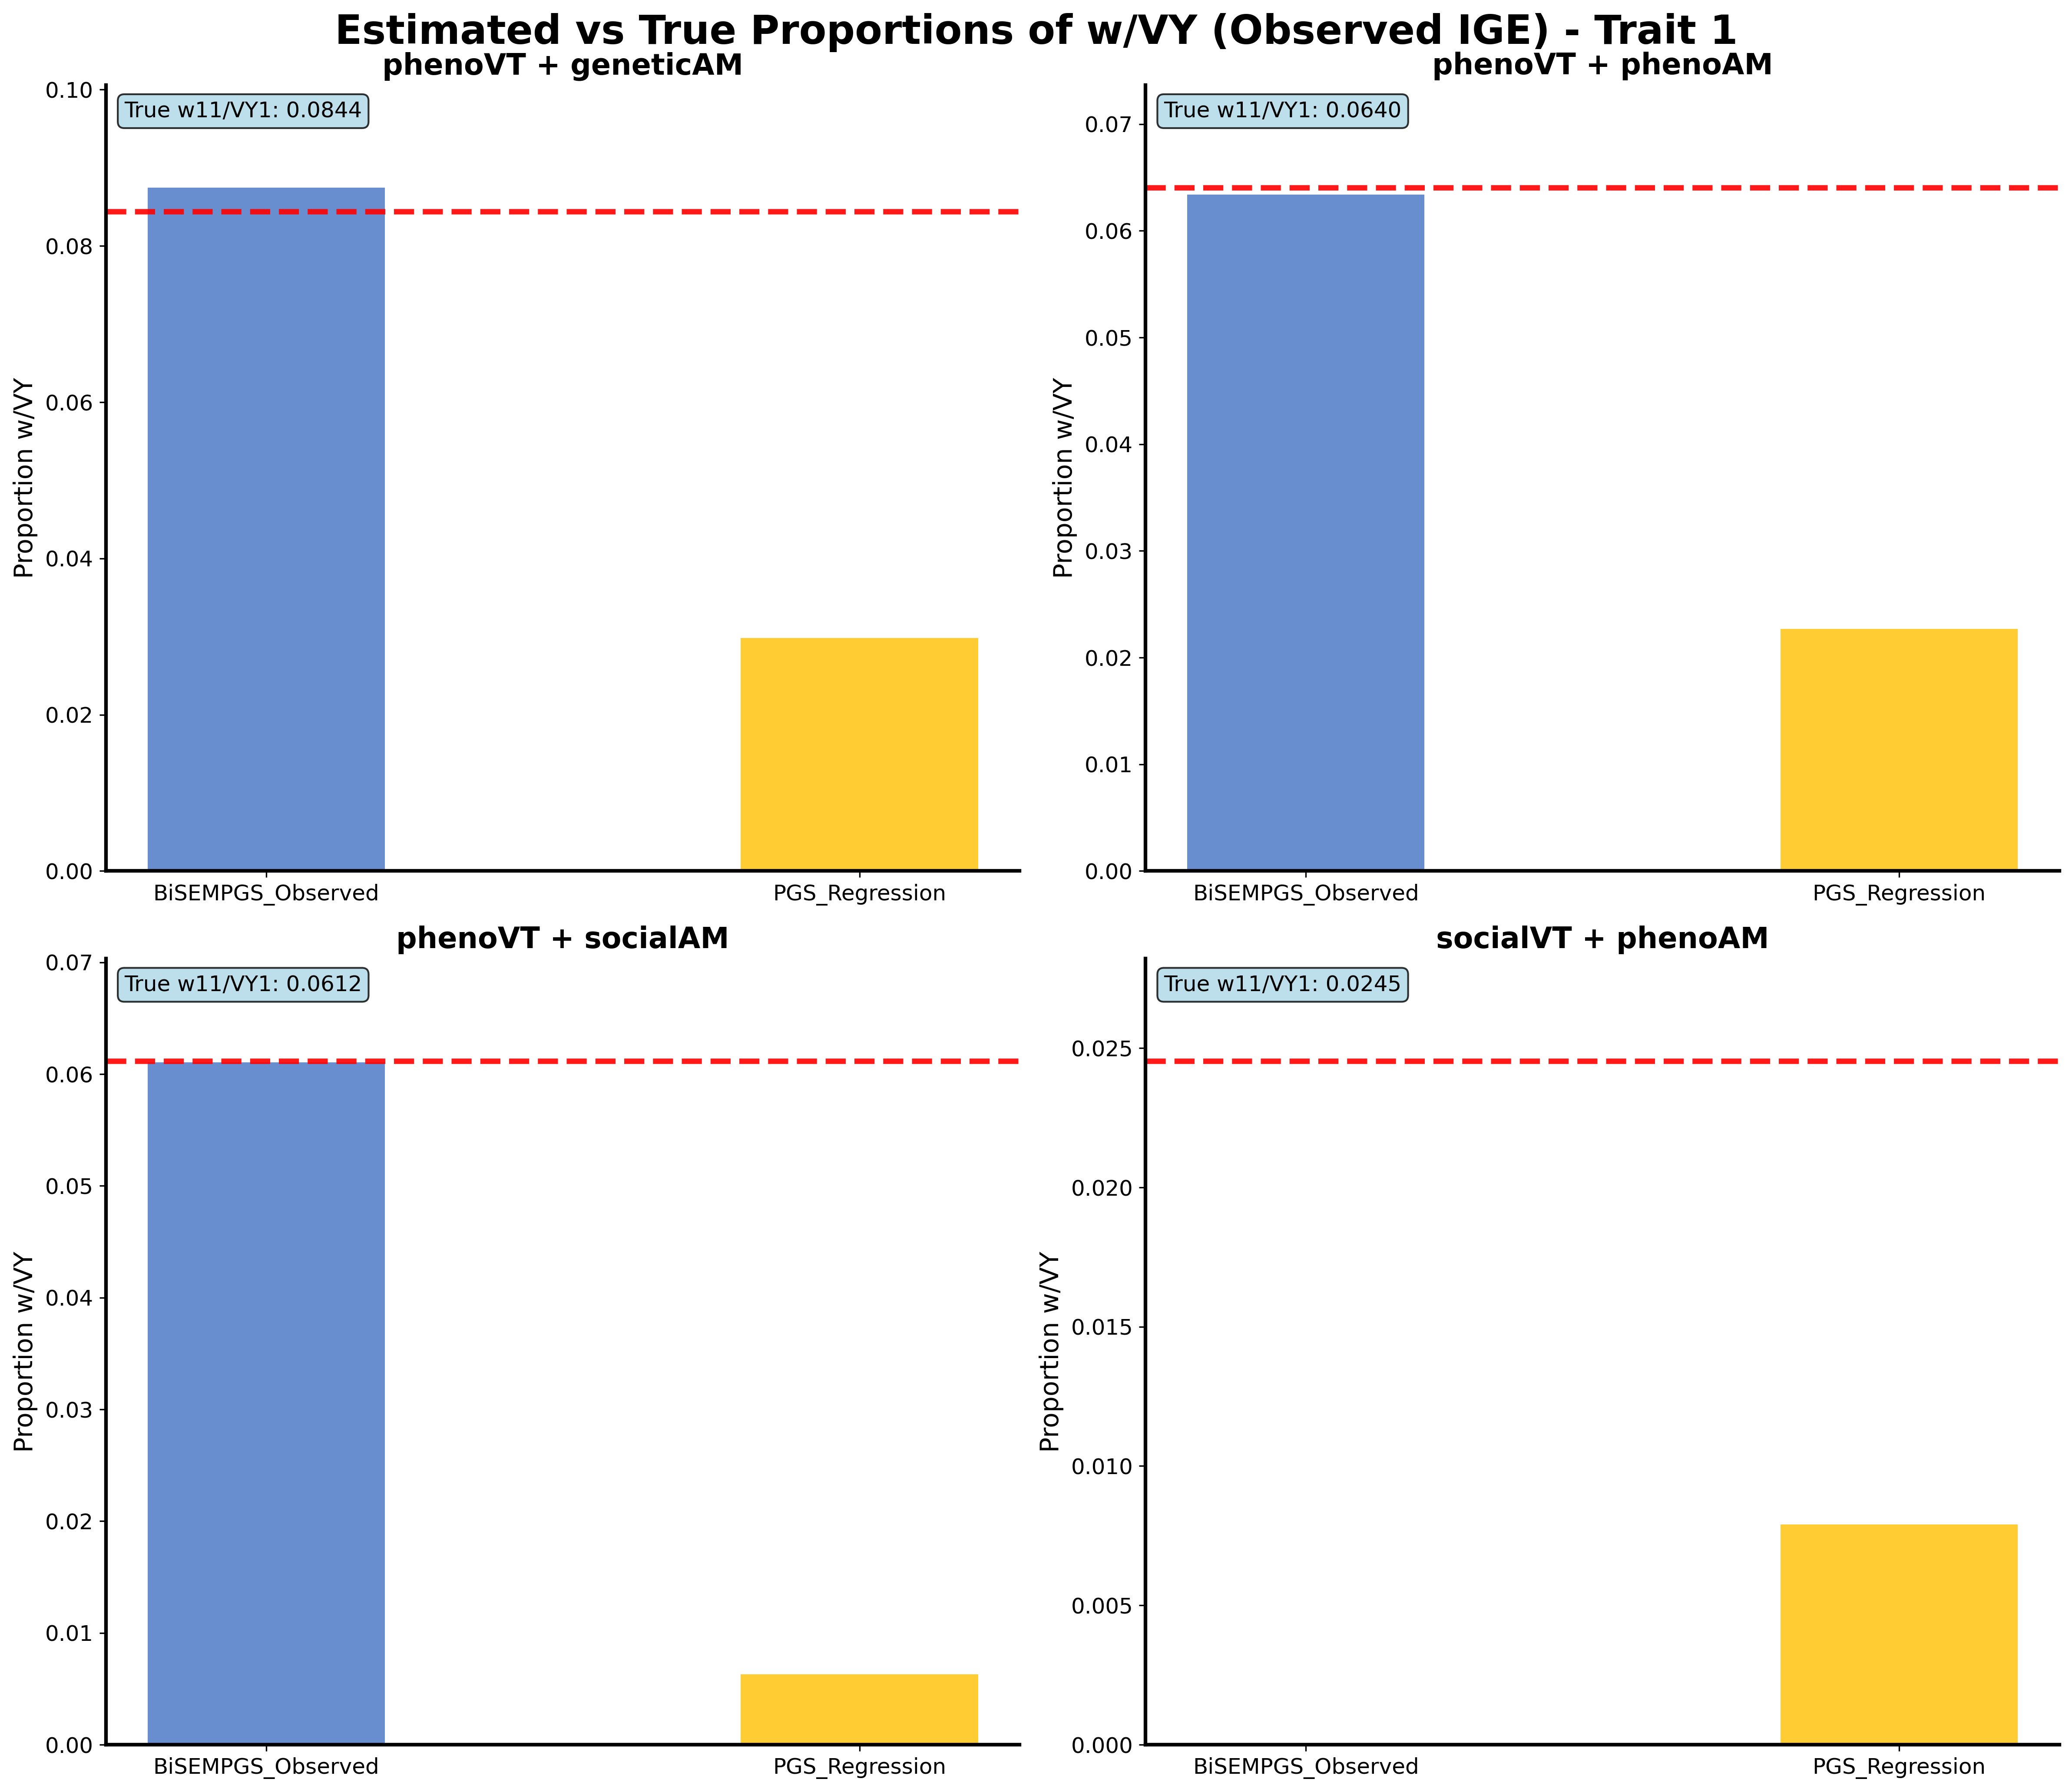 Estimated vs True Proportions of w/VY (Observed IGE) - Trait 1
phenoVT + geneticAM
True w11/VY1: 0.0844
0.10
0.08
0.06
0.04
0.02
0.00
Proportion w/VY
BiSEMPGS_Observed
PGS_Regression
phenoVT + phenoAM
True w11/VY1: 0.0640
0.07
0.06
0.05
0.04
0.03
0.02
0.01
0.00
Proportion w/VY
BiSEMPGS_Observed
PGS_Regression
phenoVT + socialAM
True w11/VY1: 0.0612
0.07
0.06
0.05
0.04
0.03
0.02
0.01
0.00
Proportion w/VY
BiSEMPGS_Observed
PGS_Regression
socialVT + phenoAM
True w11/VY1: 0.0245
0.025
0.020
0.015
0.010
0.005
0.000
Proportion w/VY
BiSEMPGS_Observed
PGS_Regression